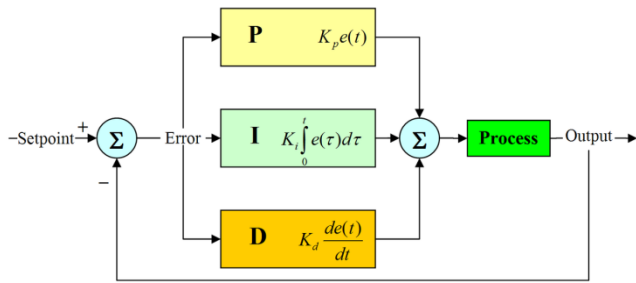 P K_p e(t)
–Setpoint + Σ Error I K_i ∫_0^t e(τ)dτ Σ Process Output
–
D K_d de(t)/dt